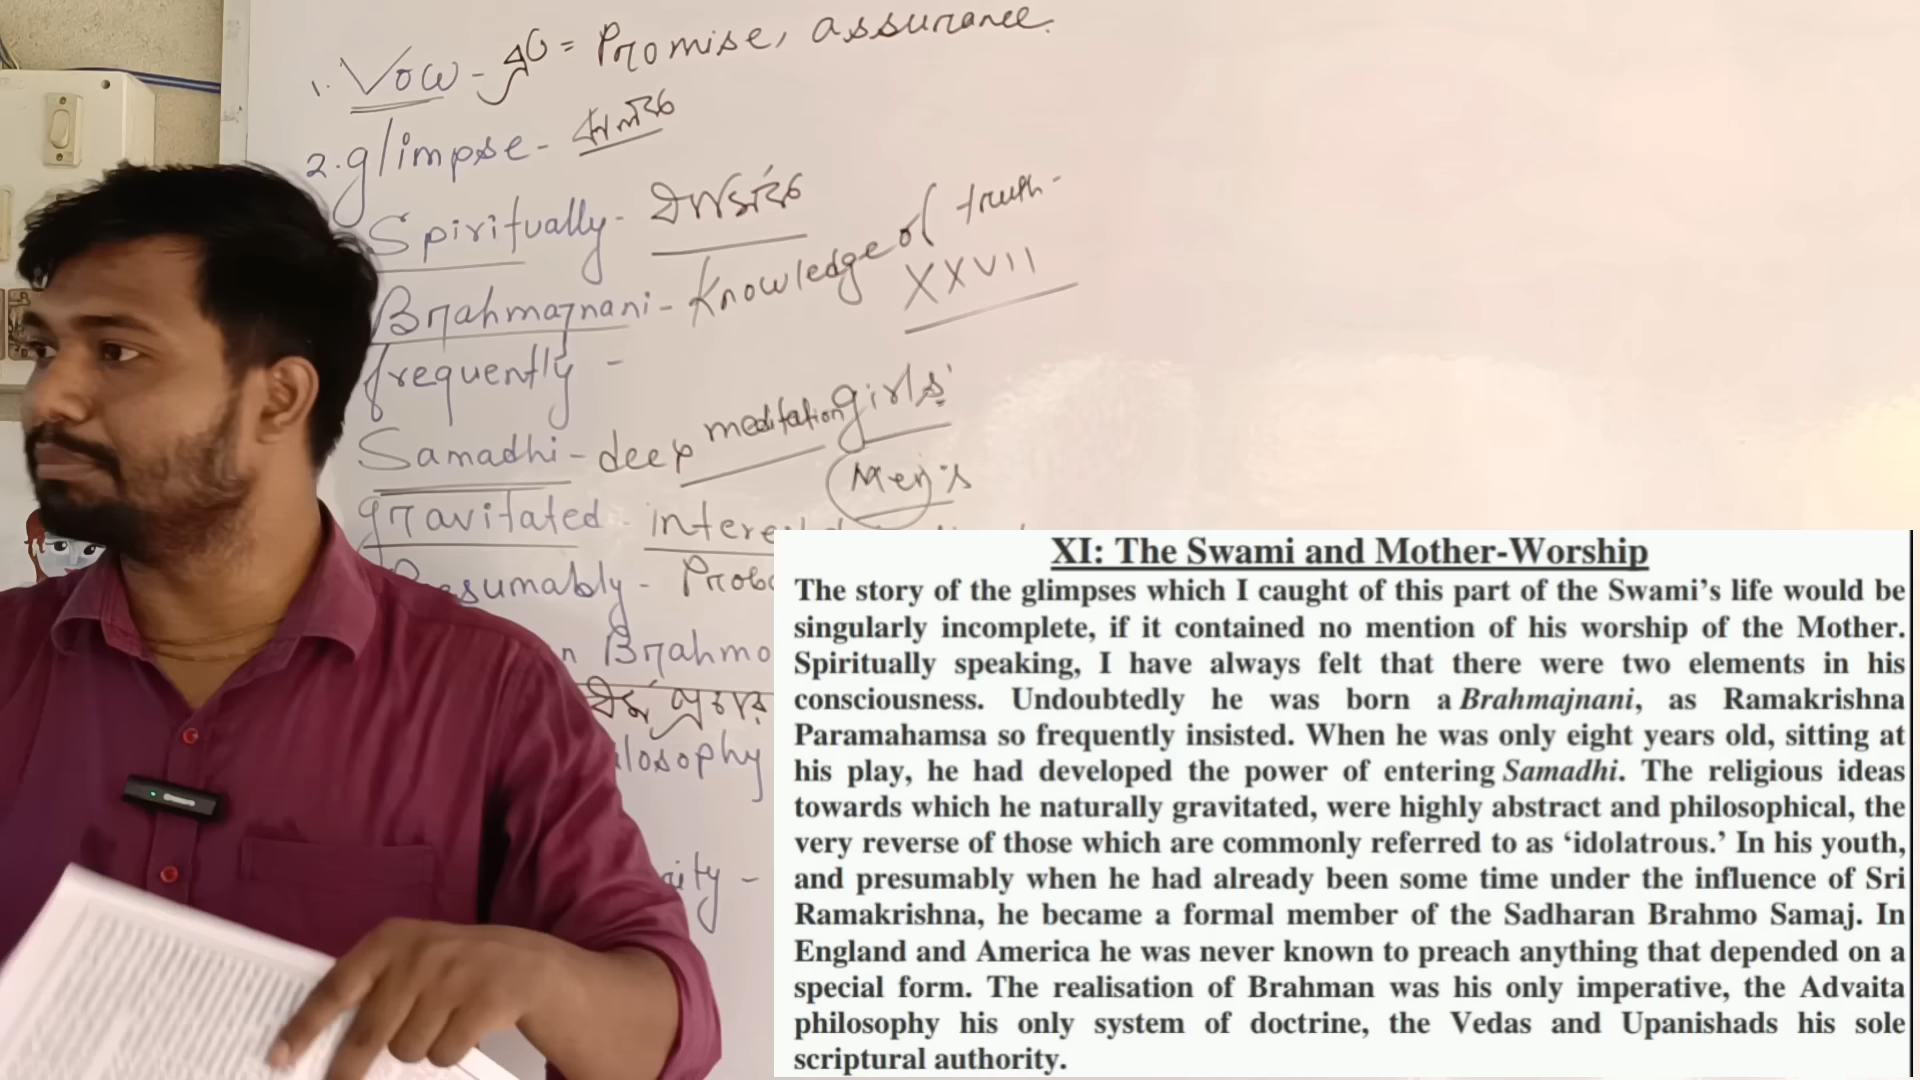 1. Vow - ব্রত = Promise, assurance.
2. glimpse - ঝলক
Spiritually -
Brahmajnani - Knowledge of truth -
XXVII
frequently -
Samadhi - deep meditation girls'
Men's
gravitated - intere
sumably - Prob
n Brahmo
ধর্ম প্রচার
losophy
ity -
XI: The Swami and Mother-Worship
The story of the glimpses which I caught of this part of the Swami's life would be
singularly incomplete, if it contained no mention of his worship of the Mother.
Spiritually speaking, I have always felt that there were two elements in his
consciousness. Undoubtedly he was born a Brahmajnani, as Ramakrishna
Paramahamsa so frequently insisted. When he was only eight years old, sitting at
his play, he had developed the power of entering Samadhi. The religious ideas
towards which he naturally gravitated, were highly abstract and philosophical, the
very reverse of those which are commonly referred to as ‘idolatrous.’ In his youth,
and presumably when he had already been some time under the influence of Sri
Ramakrishna, he became a formal member of the Sadharan Brahmo Samaj. In
England and America he was never known to preach anything that depended on a
special form. The realisation of Brahman was his only imperative, the Advaita
philosophy his only system of doctrine, the Vedas and Upanishads his sole
scriptural authority.